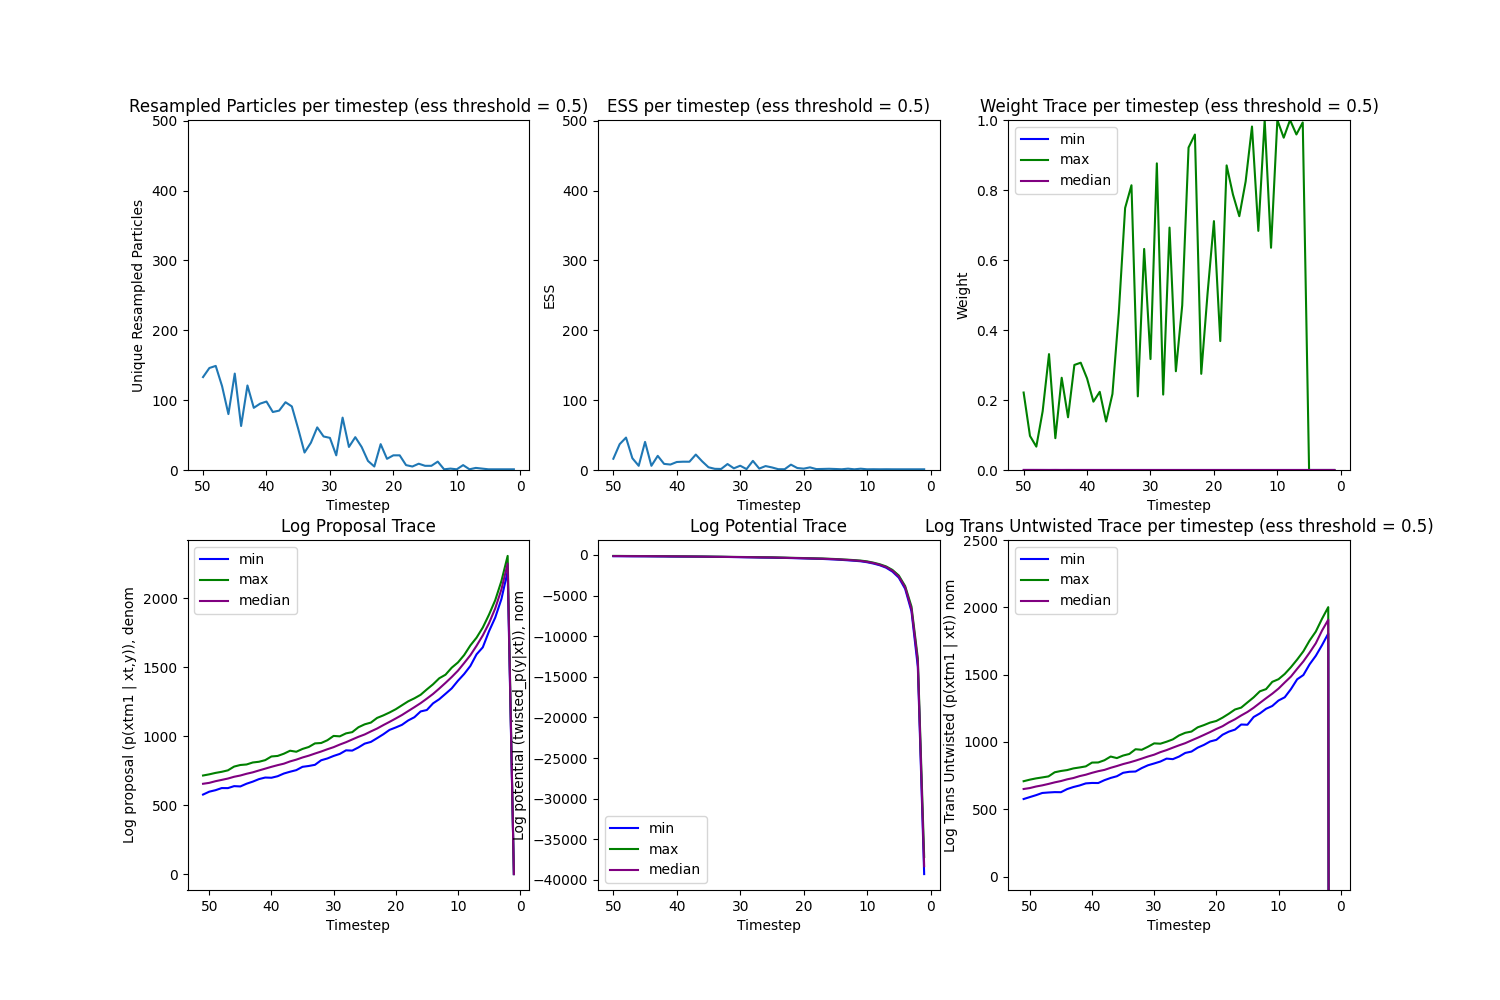 Resampled Particles per timestep (ess threshold = 0.5)
500
400
300
200
100
0
50 40 30 20 10 0
Unique Resampled Particles
Timestep
ESS per timestep (ess threshold = 0.5)
500
400
300
200
100
0
50 40 30 20 10 0
ESS
Timestep
Weight Trace per timestep (ess threshold = 0.5)
min
max
median
1.0
0.8
0.6
0.4
0.2
0.0
50 40 30 20 10 0
Weight
Timestep
Log Proposal Trace
min
max
median
2000
1500
1000
500
0
50 40 30 20 10 0
Log proposal (p(xtm1 | xt,y)), denom
Timestep
Log Potential Trace
0
−5000
−10000
−15000
−20000
−25000
−30000
−35000
−40000
min
max
median
50 40 30 20 10 0
Log potential (twisted_p(y|xt)), nom
Timestep
Log Trans Untwisted Trace per timestep (ess threshold = 0.5)
min
max
median
2500
2000
1500
1000
500
0
50 40 30 20 10 0
Log Trans Untwisted (p(xtm1 | xt)) nom
Timestep